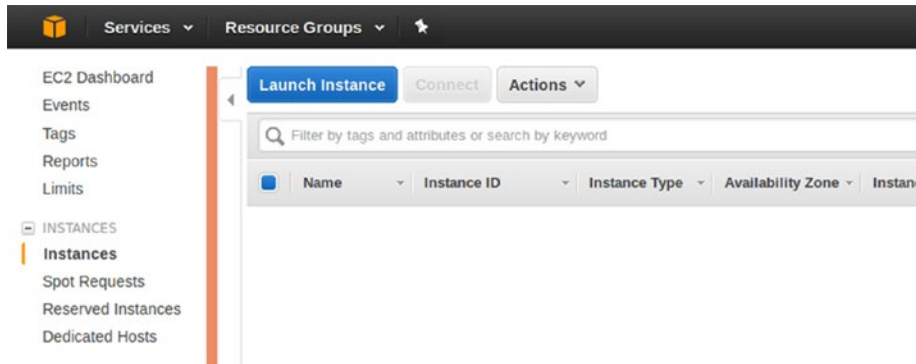 Services Resource Groups
EC2 Dashboard
Events
Tags
Reports
Limits
INSTANCES
Instances
Spot Requests
Reserved Instances
Dedicated Hosts
Launch Instance Connect Actions
Filter by tags and attributes or search by keyword
Name Instance ID Instance Type Availability Zone Instan